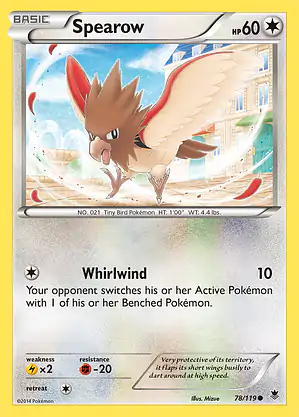 BASIC
Spearow HP60
NO. 021 Tiny Bird Pokémon HT: 1'00" WT: 4.4 lbs.
Whirlwind 10
Your opponent switches his or her Active Pokémon
with 1 of his or her Benched Pokémon.
weakness resistance
×2 -20
retreat
Very protective of its territory,
it flaps its short wings busily to
dart around at high speed.
©2014 Pokémon Illus. Mizue 78/119